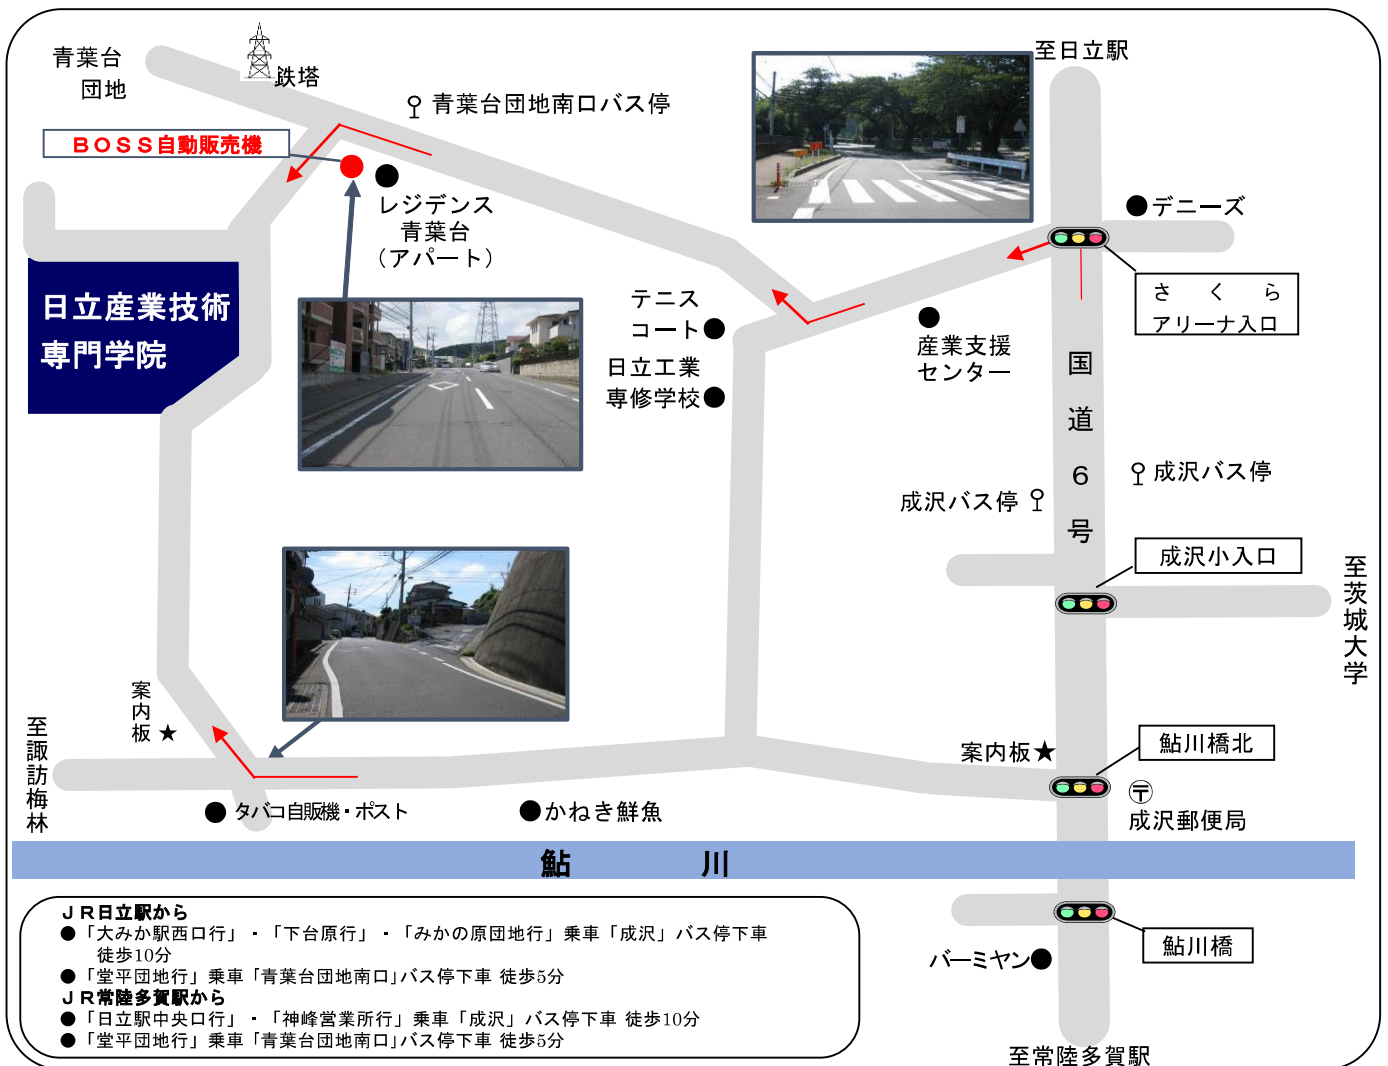 至日立駅
青葉台
団地
鉄塔
青葉台団地南口バス停
ＢＯＳＳ自動販売機
レジデンス
青葉台
（アパート）
デニーズ
さくら
アリーナ入口
日立産業技術
専門学院
テニス
コート
日立工業
専修学校
産業支援
センター
国道６号
成沢バス停
成沢バス停
成沢小入口
至茨城大学
案内板★
至諏訪梅林
案内板★
鮎川橋北
タバコ自販機・ポスト
かねき鮮魚
〒
成沢郵便局
鮎川
ＪＲ日立駅から
●「大みか駅西口行」・「下台原行」・「みかの原団地行」乗車「成沢」バス停下車
徒歩10分
●「堂平団地行」乗車「青葉台団地南口」バス停下車 徒歩5分
ＪＲ常陸多賀駅から
●「日立駅中央口行」・「神峰営業所行」乗車「成沢」バス停下車 徒歩10分
●「堂平団地行」乗車「青葉台団地南口」バス停下車 徒歩5分
鮎川橋
バーミヤン
至常陸多賀駅